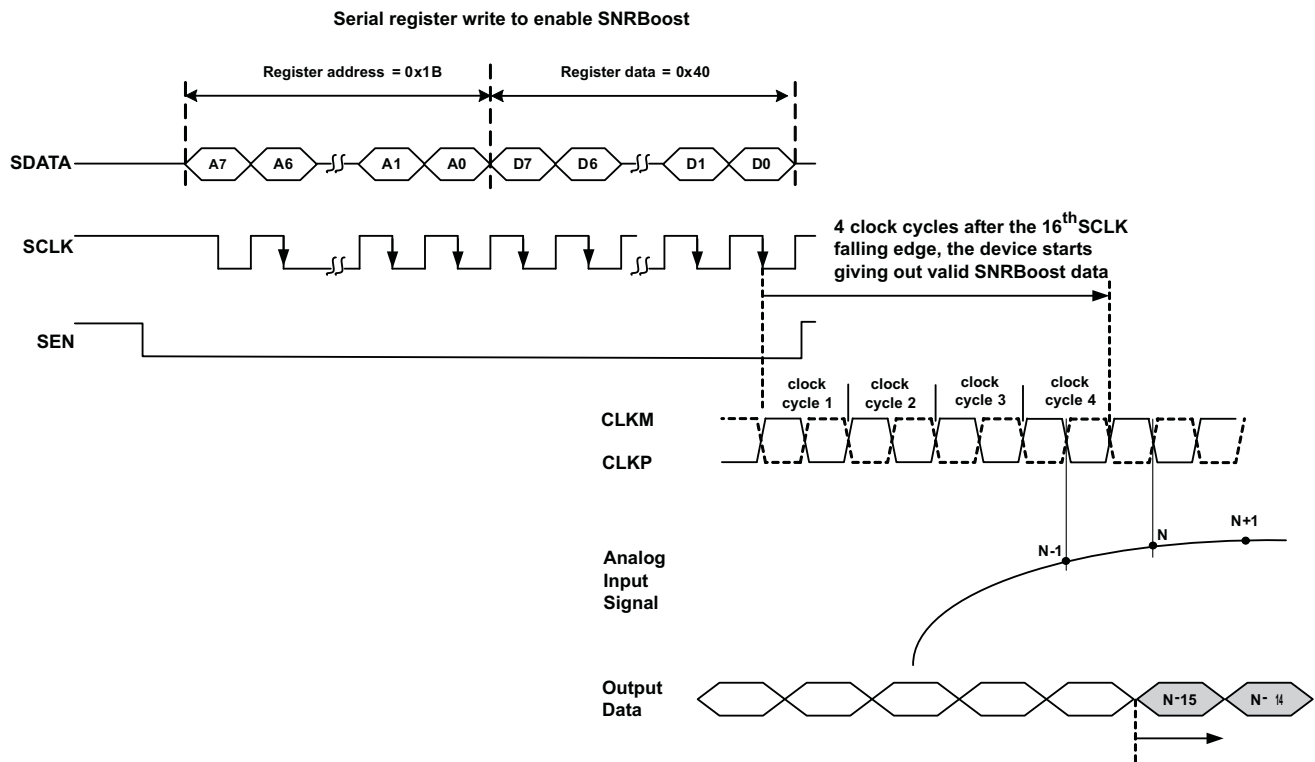 Serial register write to enable SNRBoost
Register address = 0x1B
Register data = 0x40
SDATA
A7
A6
A1
A0
D7
D6
D1
D0
SCLK
4 clock cycles after the 16th SCLK
falling edge, the device starts
giving out valid SNRBoost data
SEN
clock
cycle 1
clock
cycle 2
clock
cycle 3
clock
cycle 4
CLKM
CLKP
Analog
Input
Signal
N-1
N
N+1
Output
Data
N-15
N- 14